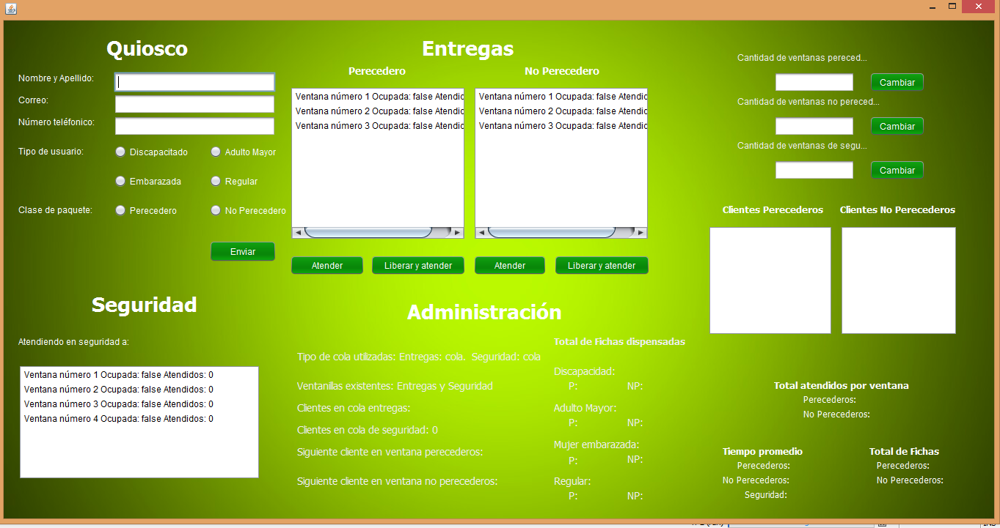 Quiosco
Nombre y Apellido:
Correo:
Número teléfonico:
Tipo de usuario:
Discapacitado
Adulto Mayor
Embarazada
Regular
Clase de paquete:
Perecedero
No Perecedero
Enviar
Entregas
Perecedero
No Perecedero
Ventana número 1 Ocupada: false Atendid
Ventana número 2 Ocupada: false Atendid
Ventana número 3 Ocupada: false Atendid
Ventana número 1 Ocupada: false Atendid
Ventana número 2 Ocupada: false Atendid
Ventana número 3 Ocupada: false Atendid
Atender
Liberar y atender
Atender
Liberar y atender
Cantidad de ventanas pereced...
Cambiar
Cantidad de ventanas no pereced...
Cambiar
Cantidad de ventanas de segu...
Cambiar
Clientes Perecederos
Clientes No Perecederos
Seguridad
Atendiendo en seguridad a:
Ventana número 1 Ocupada: false Atendidos: 0
Ventana número 2 Ocupada: false Atendidos: 0
Ventana número 3 Ocupada: false Atendidos: 0
Ventana número 4 Ocupada: false Atendidos: 0
Administración
Tipo de cola utilizadas: Entregas: cola. Seguridad: cola
Ventanillas existentes: Entregas y Seguridad
Clientes en cola entregas:
Clientes en cola de seguridad: 0
Siguiente cliente en ventana perecederos:
Siguiente cliente en ventana no perecederos:
Total de Fichas dispensadas
Discapacidad:
P: NP:
Adulto Mayor:
P: NP:
Mujer embarazada:
P: NP:
Regular:
P: NP:
Total atendidos por ventana
Perecederos:
No Perecederos:
Tiempo promedio
Perecederos:
No Perecederos:
Seguridad:
Total de Fichas
Perecederos:
No Perecederos: